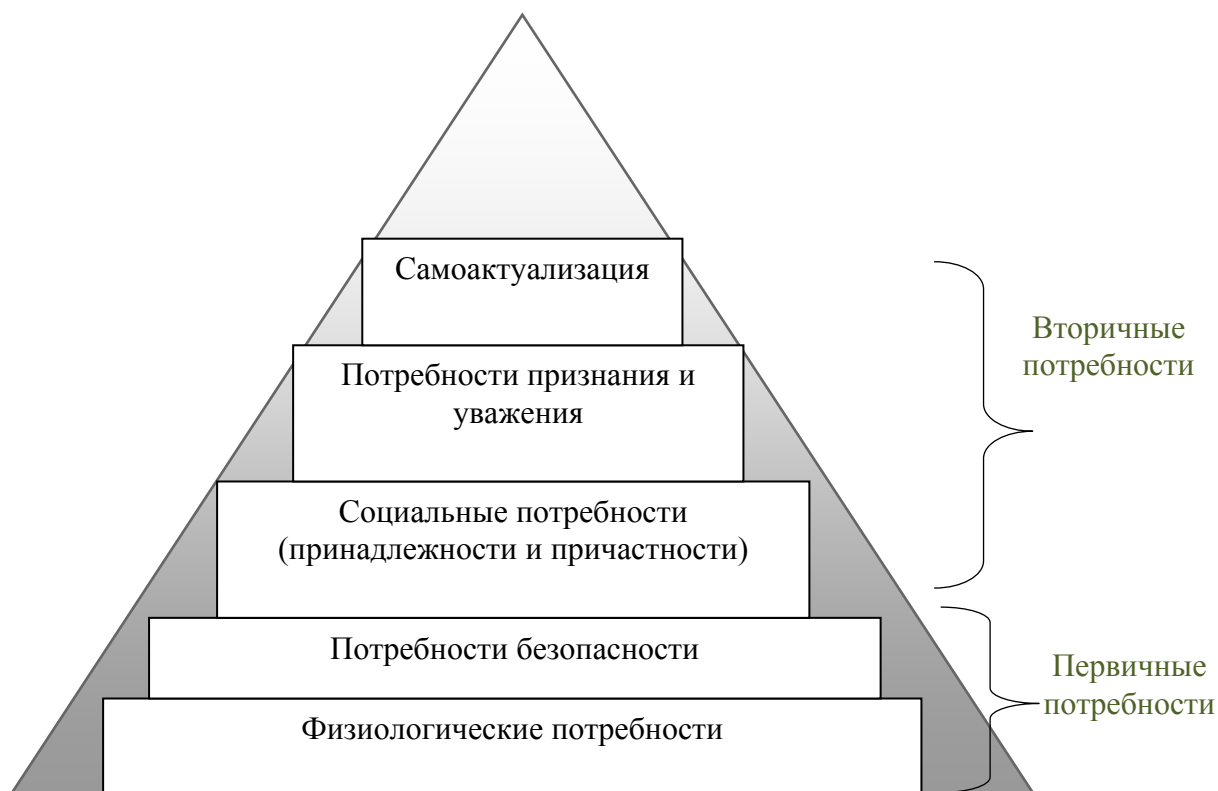 Самоактуализация
Потребности признания и
уважения
Социальные потребности
(принадлежности и причастности)
Потребности безопасности
Физиологические потребности
Вторичные
потребности
Первичные
потребности